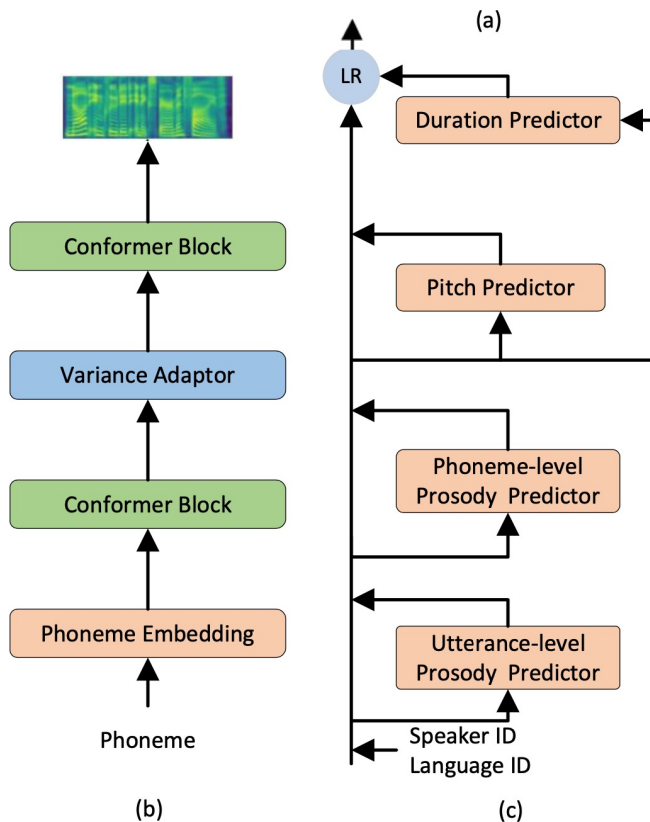 (a)
LR
Duration Predictor
Conformer Block
Pitch Predictor
Variance Adaptor
Phoneme-level
Prosody Predictor
Conformer Block
Phoneme Embedding
Utterance-level
Prosody Predictor
Phoneme
Speaker ID
Language ID
(b)
(c)